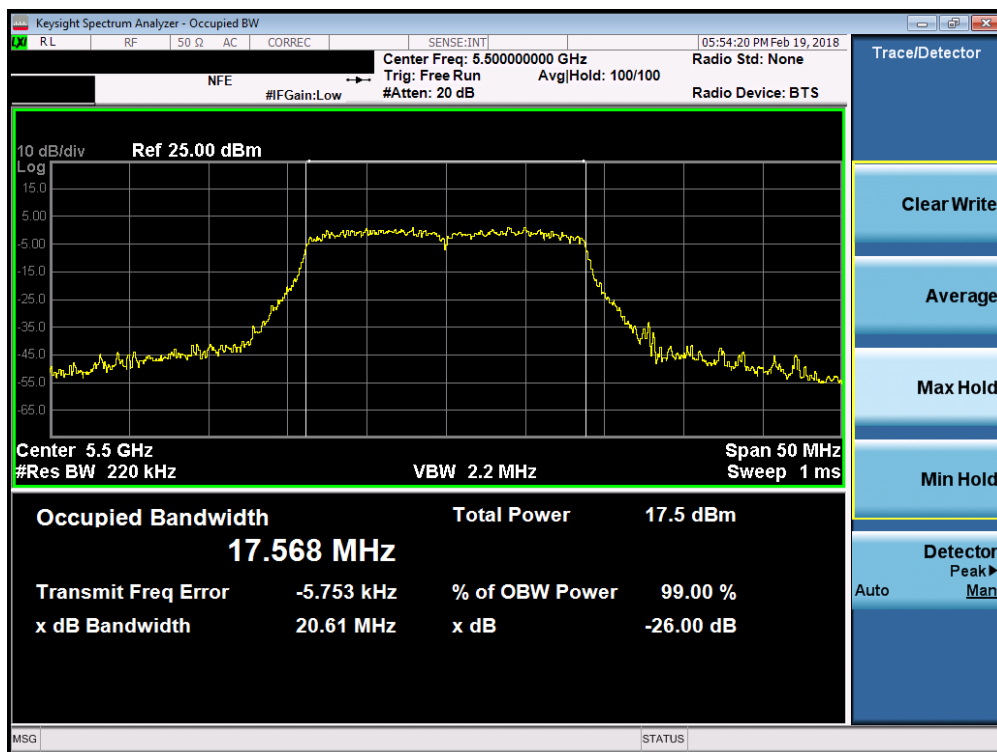 Keysight Spectrum Analyzer - Occupied BW
LXI RL RF 50 Ω AC CORREC SENSE:INT 05:54:20 PM Feb 19, 2018
Center Freq: 5.500000000 GHz Radio Std: None
NFE Trig: Free Run Avg|Hold: 100/100
#IFGain:Low #Atten: 20 dB Radio Device: BTS
10 dB/div Ref 25.00 dBm
Log
15.0
5.00
-5.00
-15.0
-25.0
-35.0
-45.0
-55.0
-65.0
Center 5.5 GHz Span 50 MHz
#Res BW 220 kHz VBW 2.2 MHz Sweep 1 ms
Occupied Bandwidth Total Power 17.5 dBm
17.568 MHz
Transmit Freq Error -5.753 kHz % of OBW Power 99.00 %
x dB Bandwidth 20.61 MHz x dB -26.00 dB
Trace/Detector
Clear Write
Average
Max Hold
Min Hold
Detector
Peak▶
Auto Man
MSG STATUS